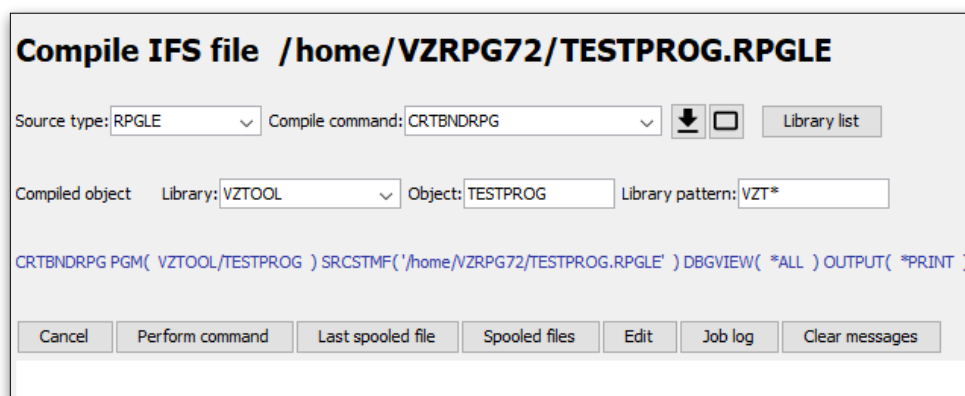 Compile IFS file /home/VZRPG72/TESTPROG.RPGLE
Source type: RPGLE Compile command: CRTBNDRPG Library list
Compiled object Library: VZTOOL Object: TESTPROG Library pattern: VZT*
CRTBNDRPG PGM( VZTOOL/TESTPROG ) SRCSTMF('/home/VZRPG72/TESTPROG.RPGLE' ) DBGVIEW( *ALL ) OUTPUT( *PRINT )
Cancel Perform command Last spooled file Spooled files Edit Job log Clear messages